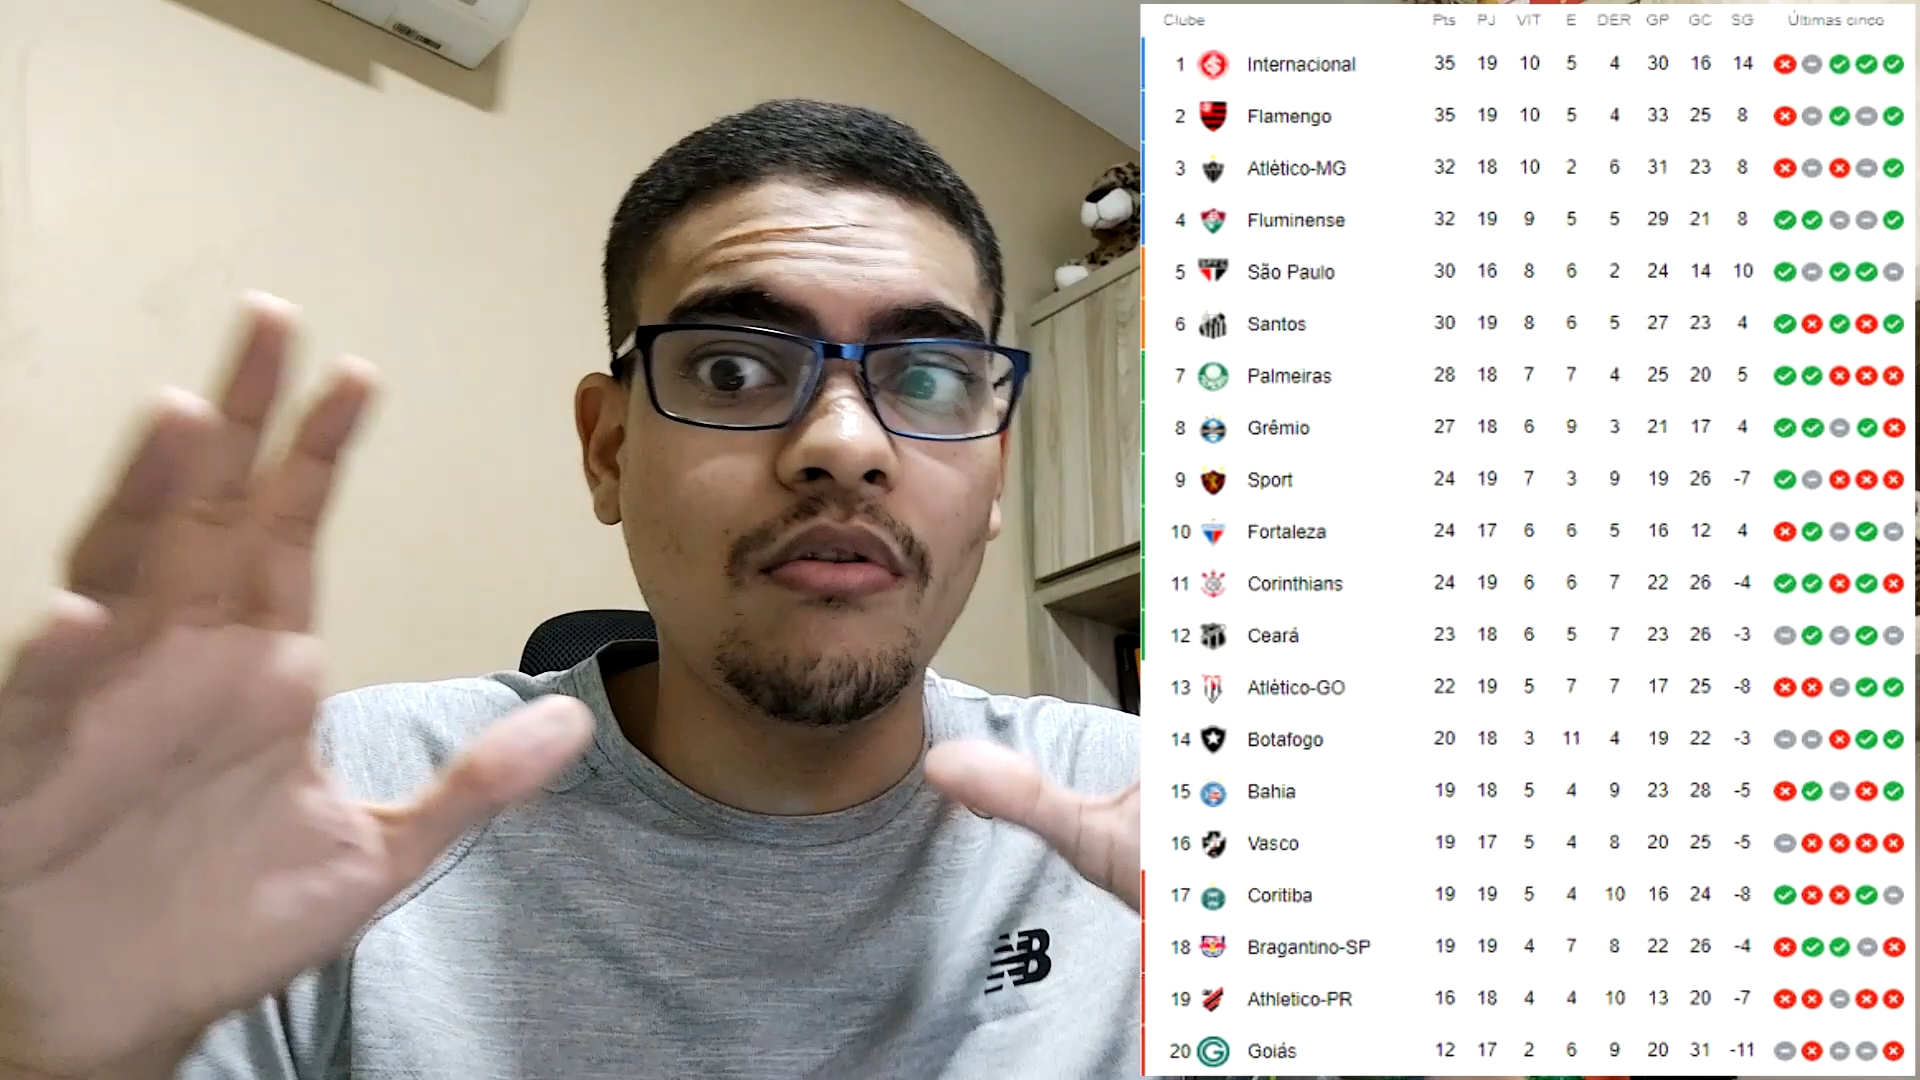 Clube Pts PJ VIT E DER GP GC SG Últimas cinco
1 Internacional 35 19 10 5 4 30 16 14
2 Flamengo 35 19 10 5 4 33 25 8
3 Atlético-MG 32 18 10 2 6 31 23 8
4 Fluminense 32 19 9 5 5 29 21 8
5 São Paulo 30 16 8 6 2 24 14 10
6 Santos 30 19 8 6 5 27 23 4
7 Palmeiras 28 18 7 7 4 25 20 5
8 Grêmio 27 18 6 9 3 21 17 4
9 Sport 24 19 7 3 9 19 26 -7
10 Fortaleza 24 17 6 6 5 16 12 4
11 Corinthians 24 19 6 6 7 22 26 -4
12 Ceará 23 18 6 5 7 23 26 -3
13 Atlético-GO 22 19 5 7 7 17 25 -8
14 Botafogo 20 18 3 11 4 19 22 -3
15 Bahia 19 18 5 4 9 23 28 -5
16 Vasco 19 17 5 4 8 20 25 -5
17 Coritiba 19 19 5 4 10 16 24 -8
18 Bragantino-SP 19 19 4 7 8 22 26 -4
19 Athletico-PR 16 18 4 4 10 13 20 -7
20 Goiás 12 17 2 6 9 20 31 -11
NB